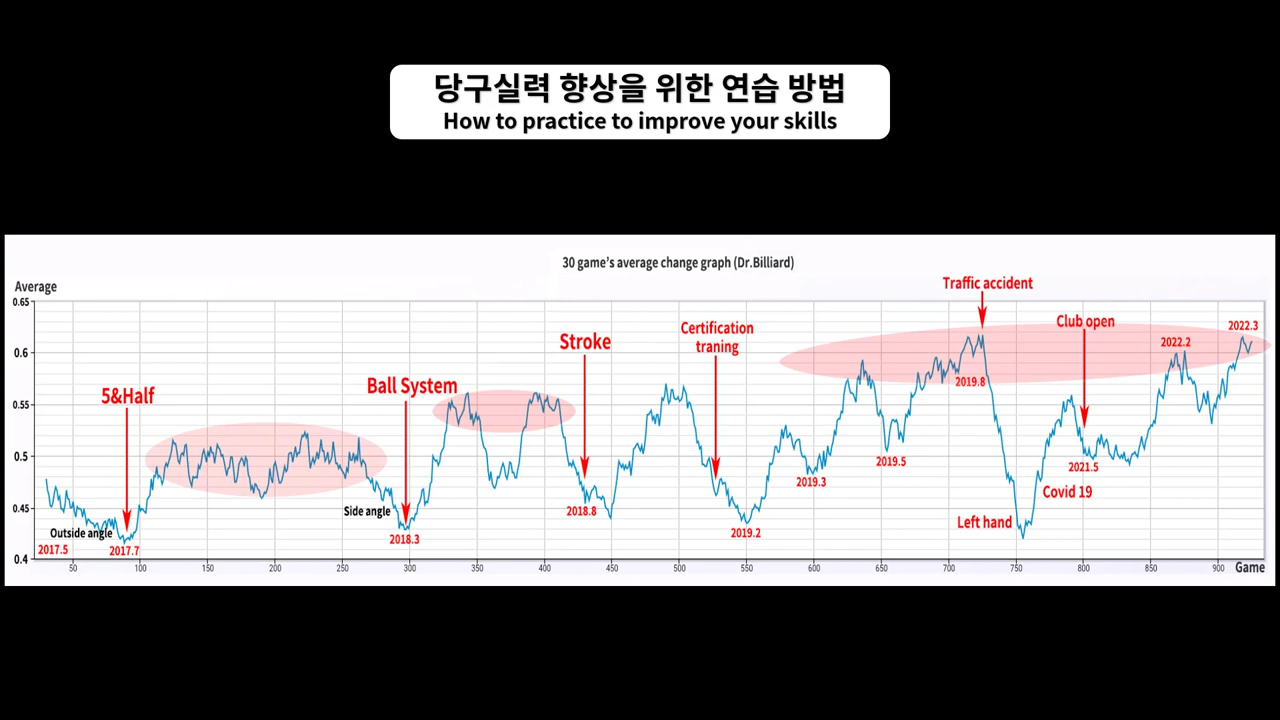 당구실력 향상을 위한 연습 방법
How to practice to improve your skills
30 game's average change graph (Dr.Billiard)
Average
Traffic accident
0.65
Club open
2022.3
Certification
traning
Stroke
2022.2
0.6
2019.8
Ball System
5&Half
0.55
0.5
2019.5
2021.5
2019.3
Covid 19
0.45
Side angle
2018.8
Left hand
Outside angle
2018.3
2019.2
2017.5
2017.7
0.4
50 100 150 200 250 300 350 400 450 500 550 600 650 700 750 800 850 900 Game